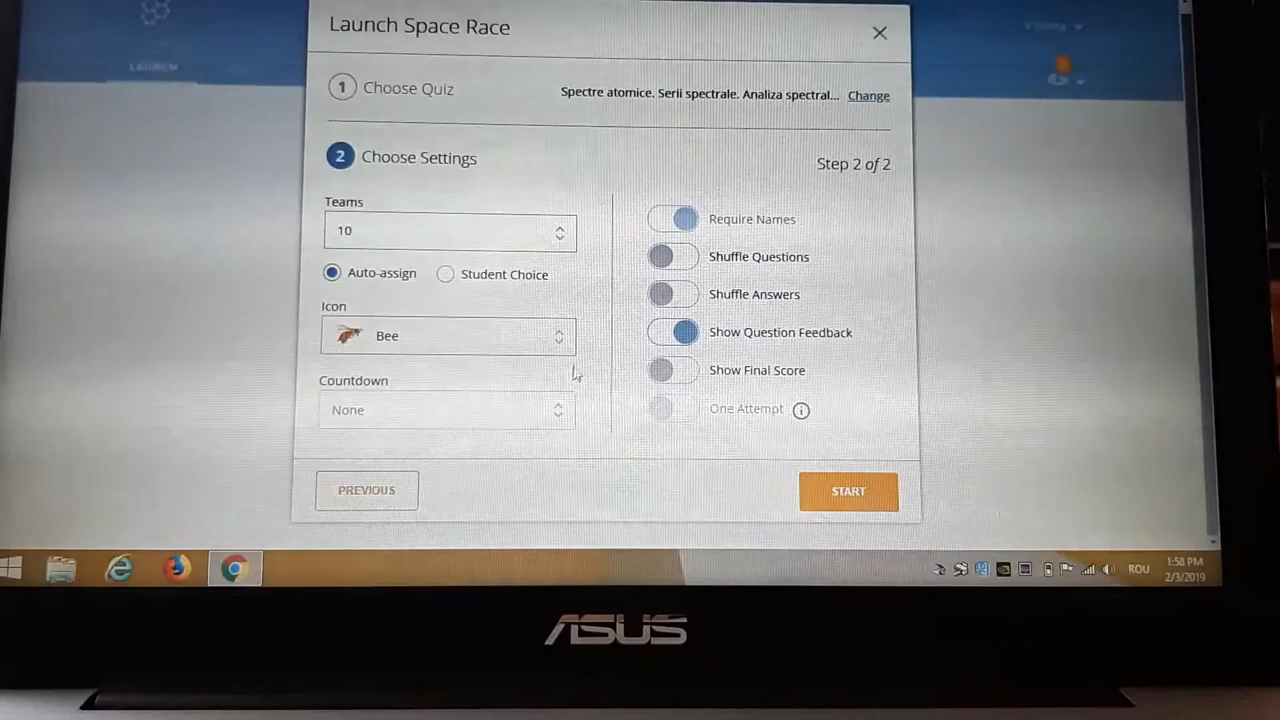 Launch Space Race
LAUNCH
1 Choose Quiz
Spectre atomice. Serii spectrale. Analiza spectral... Change
2 Choose Settings
Step 2 of 2
Teams
10
Auto-assign Student Choice
Icon
Bee
Countdown
None
Require Names
Shuffle Questions
Shuffle Answers
Show Question Feedback
Show Final Score
One Attempt
PREVIOUS
START
ROU
1:58 PM
2/3/2019
ASUS